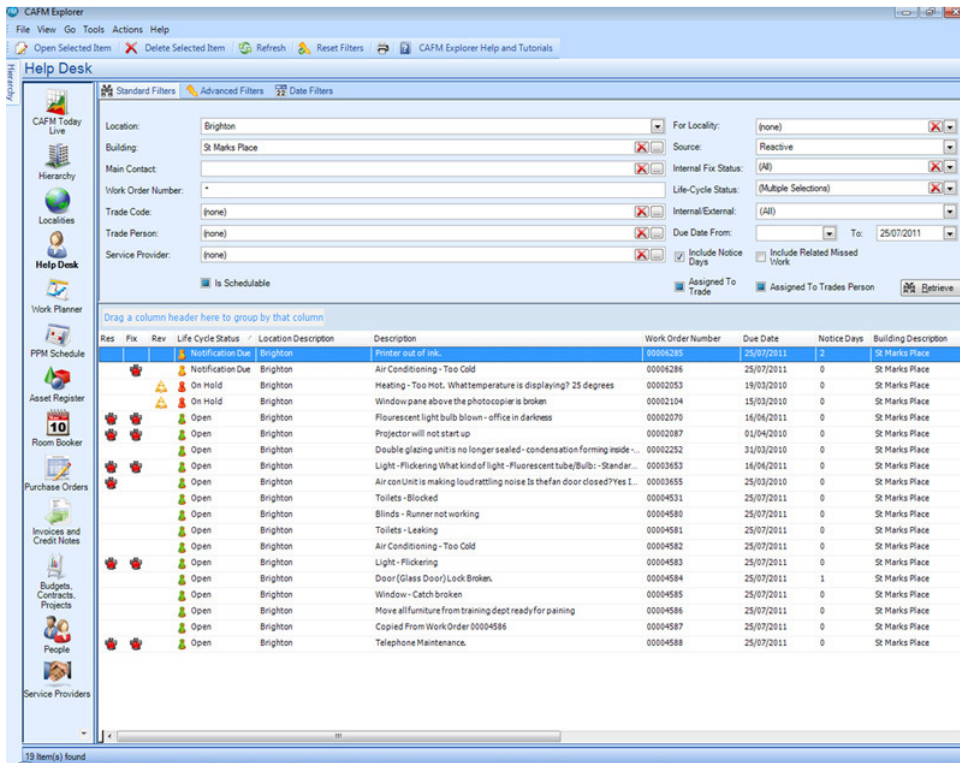 CAFM Explorer
File View Go Tools Actions Help
Open Selected Item Delete Selected Item Refresh Reset Filters CAFM Explorer Help and Tutorials
Hierarchy
Help Desk
CAFM Today Live
Hierarchy
Localities
Help Desk
Work Planner
PPM Schedule
Asset Register
10
Room Booker
Purchase Orders
Invoices and Credit Notes
Budgets, Contracts, Projects
People
Service Providers
Standard Filters Advanced Filters Date Filters
Location: Brighton For Locality: (none)
Building: St Marks Place Source: Reactive
Main Contact: Internal Fix Status: (All)
Work Order Number: * Life-Cycle Status: (Multiple Selections)
Trade Code: (none) Internal/External: (All)
Trade Person: (none) Due Date From: To: 25/07/2011
Service Provider: (none) Include Notice Days Include Related Missed Work
Is Schedulable Assigned To Trade Assigned To Trades Person Retrieve
Drag a column header here to group by that column
Res Fix Rev Life Cycle Status Location Description Description Work Order Number Due Date Notice Days Building Description
Notification Due Brighton Printer out of ink. 00006285 25/07/2011 2 St Marks Place
Notification Due Brighton Air Conditioning - Too Cold 00006286 25/07/2011 0 St Marks Place
On Hold Brighton Heating - Too Hot. What temperature is displaying? 25 degrees 00002053 19/03/2010 0 St Marks Place
On Hold Brighton Window pane above the photocopier is broken 00002104 15/03/2010 0 St Marks Place
Open Brighton Flourescent light bulb blown - office in darkness 00002070 16/06/2011 0 St Marks Place
Open Brighton Projector will not start up 00002087 01/04/2010 0 St Marks Place
Open Brighton Double glazing unit is no longer sealed - condensation forming inside -... 00002252 31/03/2010 0 St Marks Place
Open Brighton Light - Flickering What kind of light - Fluorescent tube/Bulb: - Standar... 00003653 16/06/2011 0 St Marks Place
Open Brighton Air con Unit is making loud rattling noise Is the fan door closed? Yes I... 00003655 25/03/2010 0 St Marks Place
Open Brighton Toilets - Blocked 00004531 25/07/2011 0 St Marks Place
Open Brighton Blinds - Runner not working 00004580 25/07/2011 0 St Marks Place
Open Brighton Toilets - Leaking 00004581 25/07/2011 0 St Marks Place
Open Brighton Air Conditioning - Too Cold 00004582 25/07/2011 0 St Marks Place
Open Brighton Light - Flickering 00004583 25/07/2011 0 St Marks Place
Open Brighton Door (Glass Door) Lock Broken. 00004584 25/07/2011 1 St Marks Place
Open Brighton Window - Catch broken 00004585 25/07/2011 0 St Marks Place
Open Brighton Move all furniture from training dept ready for paining 00004586 25/07/2011 0 St Marks Place
Open Brighton Copied From Work Order 00004586 00004587 25/07/2011 0 St Marks Place
Open Brighton Telephone Maintenance. 00004588 25/07/2011 0 St Marks Place
19 Item(s) found